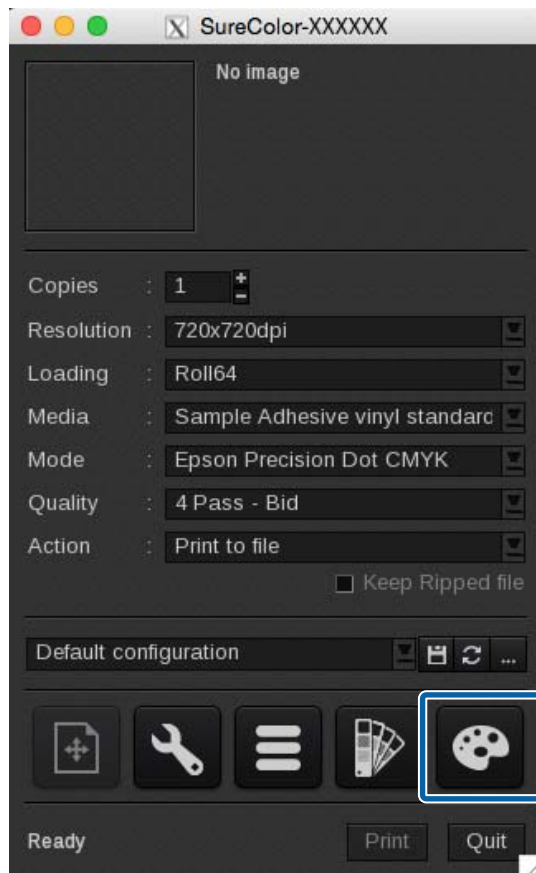 SureColor-XXXXXX
No image
Copies : 1
Resolution : 720x720dpi
Loading : Roll64
Media : Sample Adhesive vinyl standard
Mode : Epson Precision Dot CMYK
Quality : 4 Pass - Bid
Action : Print to file
Keep Ripped file
Default configuration ...
Ready Print Quit